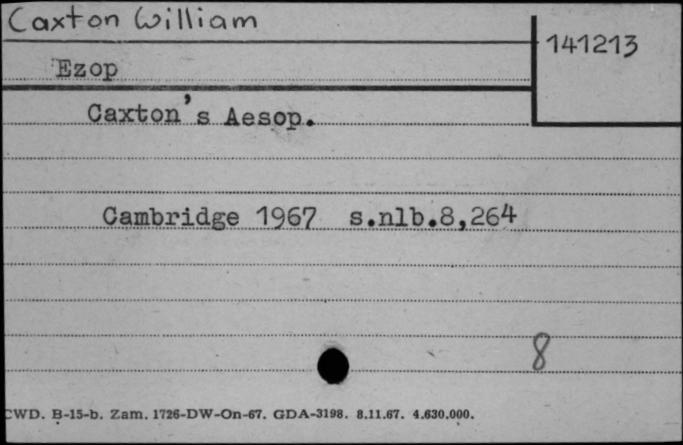 Caxton William
141213
Ezop
Caxton's Aesop.
Cambridge 1967 s.nlb.8,264
8
CWD. B-15-b. Zam. 1726-DW-On-67. GDA-3198. 8.11.67. 4.630.000.